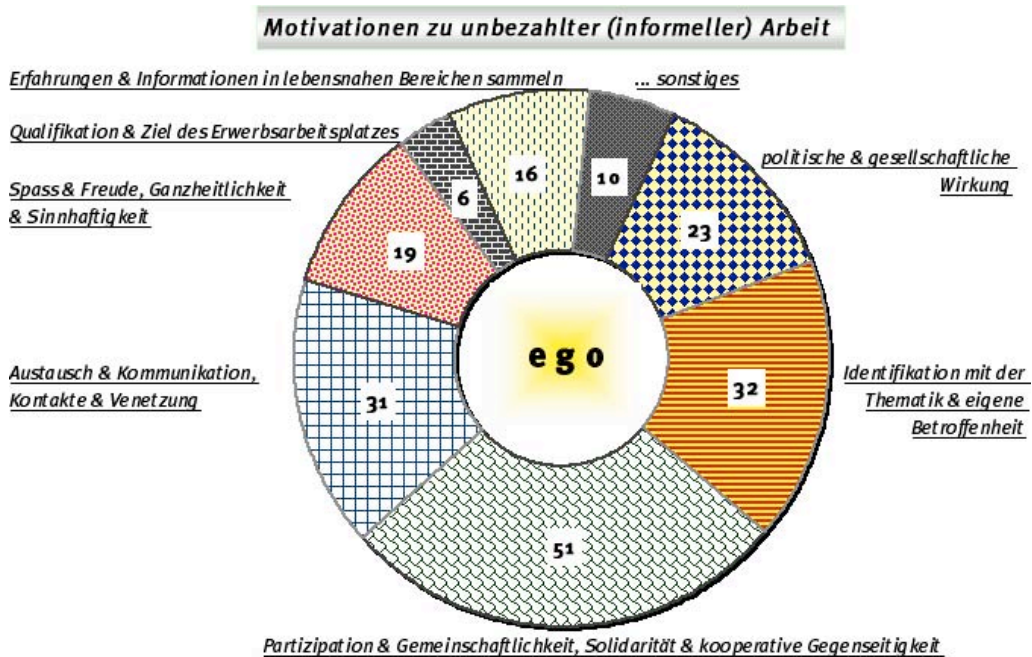 Motivationen zu unbezahlter (informeller) Arbeit
Erfahrungen & Informationen in lebensnahen Bereichen sammeln
... sonstiges
Qualifikation & Ziel des Erwerbsarbeitsplatzes
politische & gesellschaftliche
Wirkung
Spass & Freude, Ganzheitlichkeit
& Sinnhaftigkeit
16
10
6
23
19
ego
Austausch & Kommunikation,
Kontakte & Venetzung
31
32
Identifikation mit der
Thematik & eigene
Betroffenheit
51
Partizipation & Gemeinschaftlichkeit, Solidarität & kooperative Gegenseitigkeit